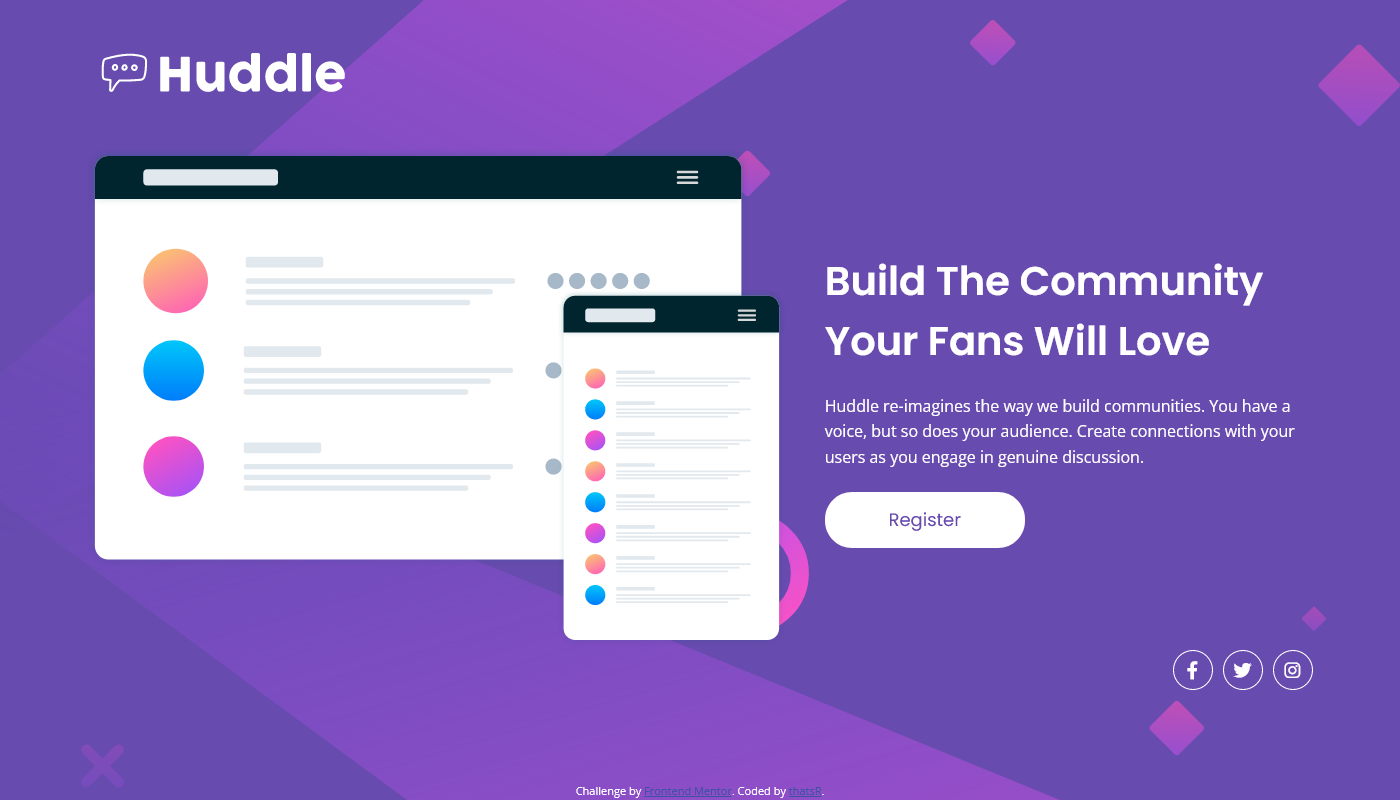 Huddle
Build The Community
Your Fans Will Love
Huddle re-imagines the way we build communities. You have a
voice, but so does your audience. Create connections with your
users as you engage in genuine discussion.
Register
Challenge by Frontend Mentor. Coded by thatsR.